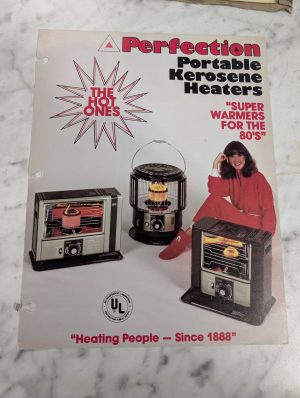 Perfection
Portable
Kerosene
Heaters
THE
HOT
ONES
"SUPER
WARMERS
FOR THE
80'S"
UL
"Heating People — Since 1888"